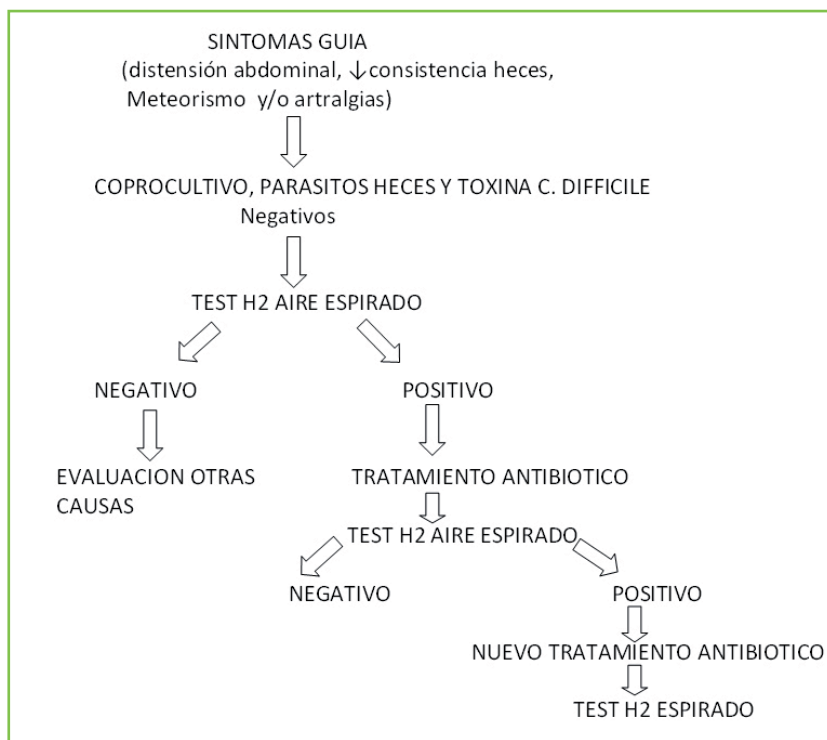 SINTOMAS GUIA
(distensión abdominal, ↓consistencia heces,
Meteorismo y/o artralgias)
COPROCULTIVO, PARASITOS HECES Y TOXINA C. DIFFICILE
Negativos
TEST H2 AIRE ESPIRADO
NEGATIVO
POSITIVO
EVALUACION OTRAS
CAUSAS
TRATAMIENTO ANTIBIOTICO
TEST H2 AIRE ESPIRADO
NEGATIVO
POSITIVO
NUEVO TRATAMIENTO ANTIBIOTICO
TEST H2 ESPIRADO